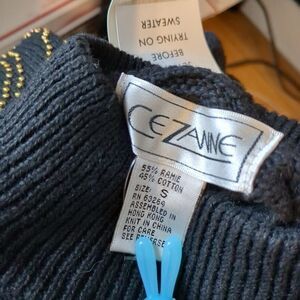 BEFORE
TRYING ON
SWEATER
CEZANNE
55% RAMIE
45% COTTON
SIZE: S
RN 63269
ASSEMBLED IN
HONG KONG
KNIT IN CHINA
FOR CARE
SEE REVERSE